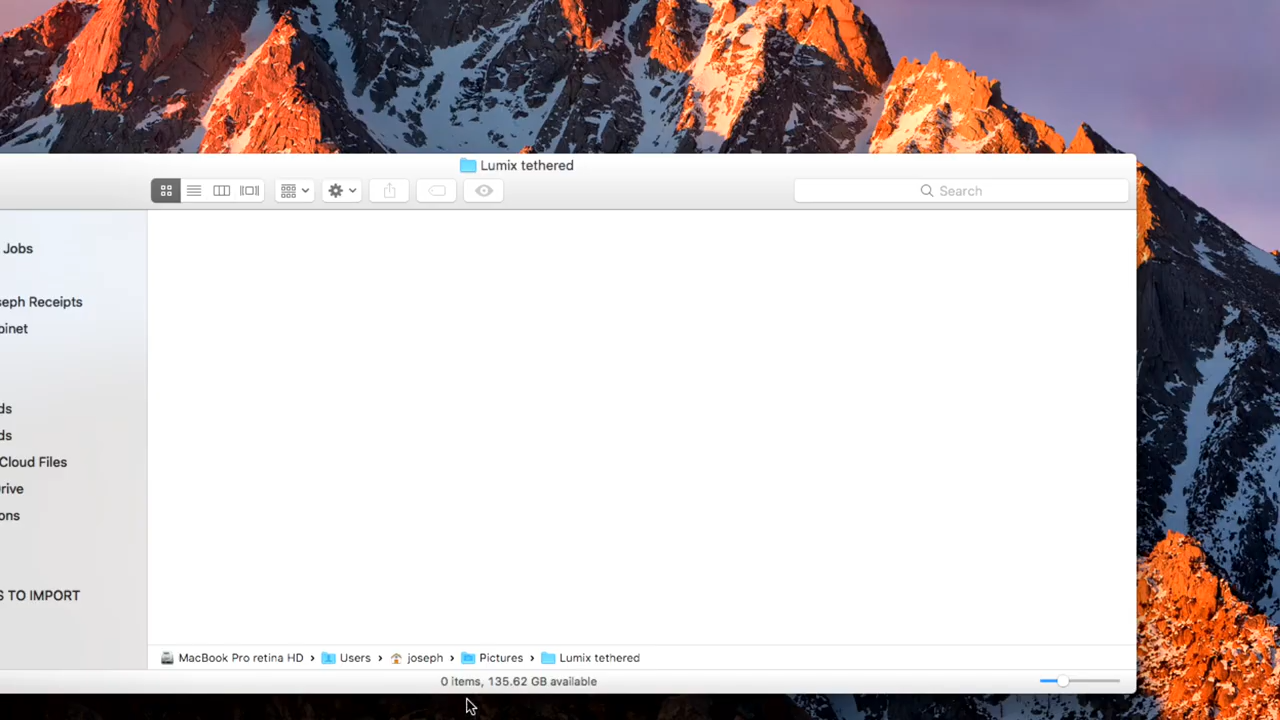 Lumix tethered
Search
Jobs
seph Receipts
binet
ds
ds
Cloud Files
rive
ons
S TO IMPORT
MacBook Pro retina HD › Users › joseph › Pictures › Lumix tethered
0 items, 135.62 GB available